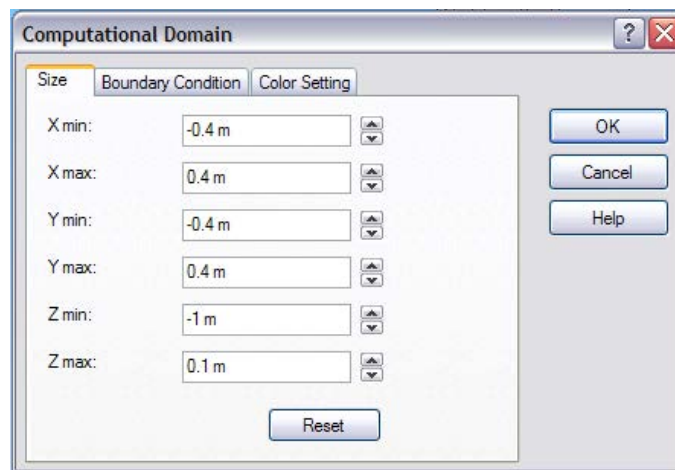 Computational Domain
Size Boundary Condition Color Setting
X min: -0.4 m
X max: 0.4 m
Y min: -0.4 m
Y max: 0.4 m
Z min: -1 m
Z max: 0.1 m
Reset
OK
Cancel
Help